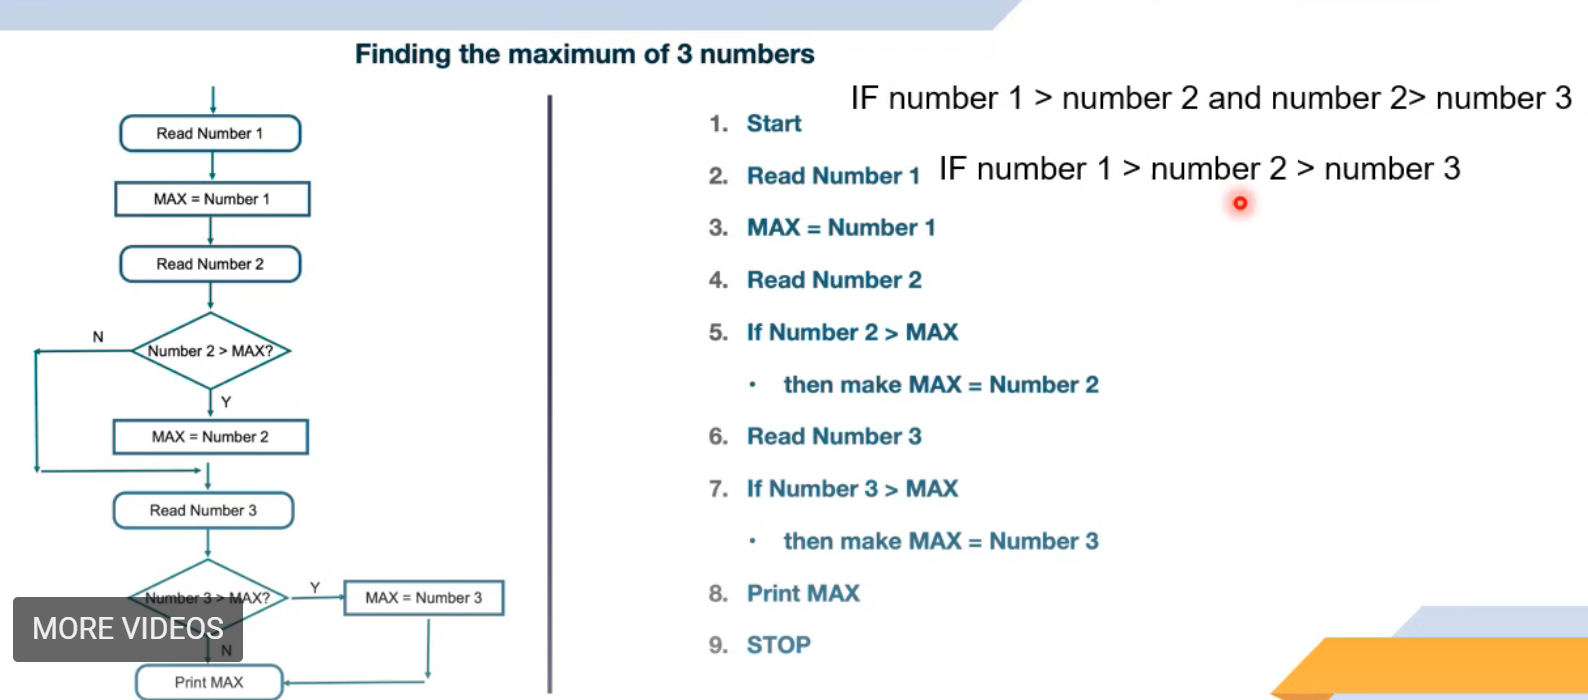 Finding the maximum of 3 numbers
Read Number 1
MAX = Number 1
Read Number 2
N
Number 2 > MAX?
Y
MAX = Number 2
Read Number 3
Number 3 > MAX?
Y
MAX = Number 3
MORE VIDEOS
N
Print MAX
IF number 1 > number 2 and number 2> number 3
1. Start
2. Read Number 1
IF number 1 > number 2 > number 3
3. MAX = Number 1
4. Read Number 2
5. If Number 2 > MAX
· then make MAX = Number 2
6. Read Number 3
7. If Number 3 > MAX
· then make MAX = Number 3
8. Print MAX
9. STOP